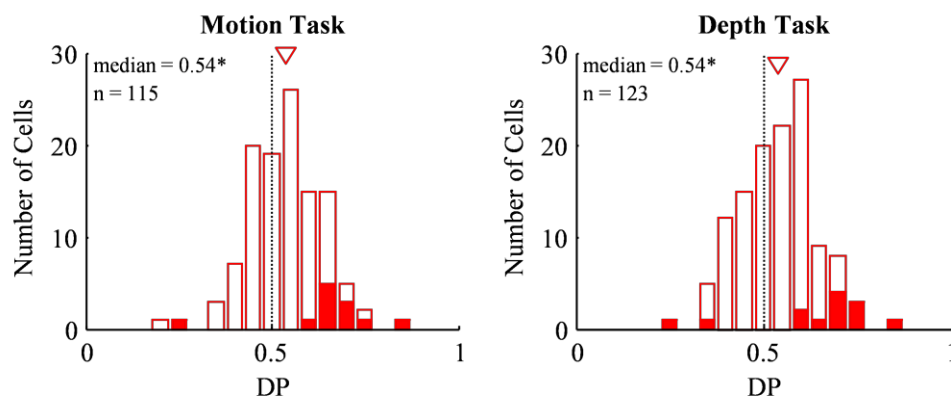 Motion Task
30
median = 0.54*
n = 115
20
10
0
Number of Cells
0
0.5
1
DP
Depth Task
30
median = 0.54*
n = 123
20
10
0
Number of Cells
0
0.5
1
DP